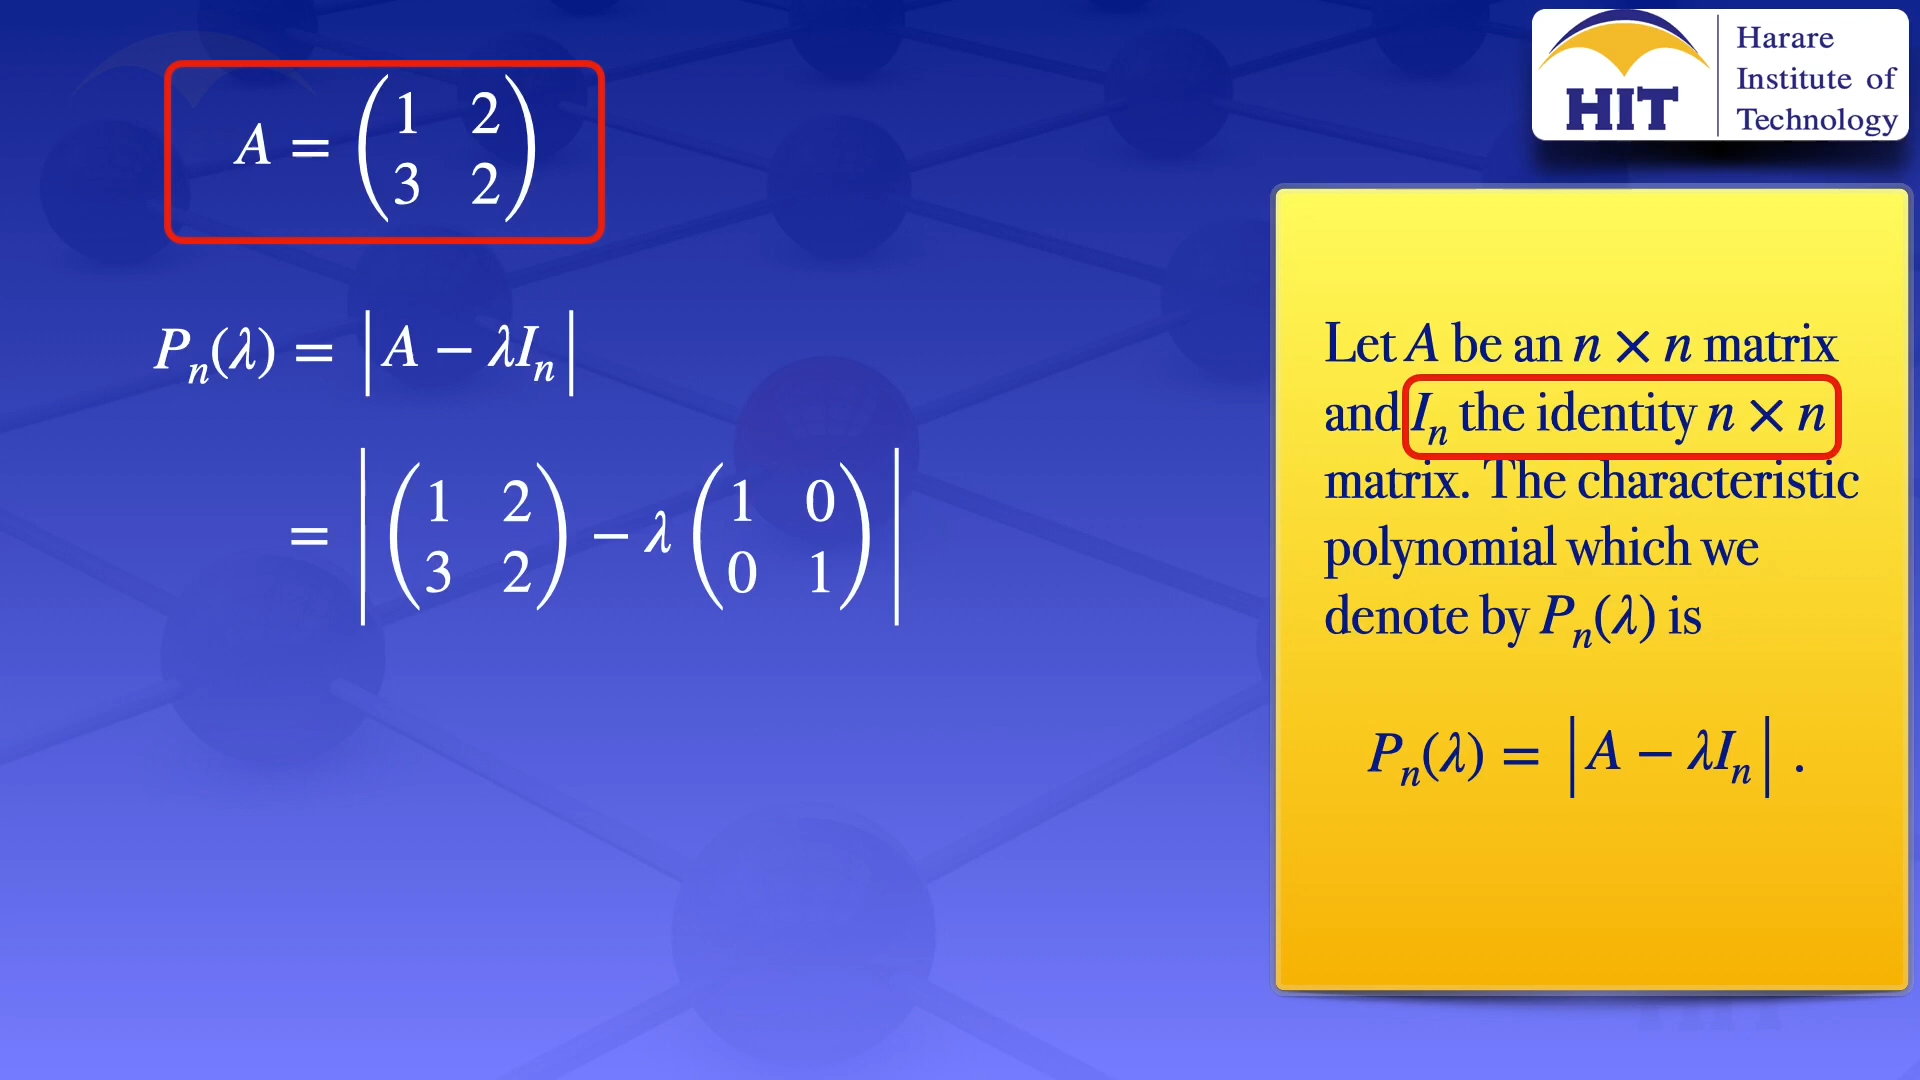 A = (1 2
3 2)
Pₙ(λ) = |A − λIₙ|
= |(1 2
3 2) − λ (1 0
0 1)|
HIT
Harare
Institute of
Technology
Let A be an n × n matrix
and Iₙ the identity n × n
matrix. The characteristic
polynomial which we
denote by Pₙ(λ) is
Pₙ(λ) = |A − λIₙ| .